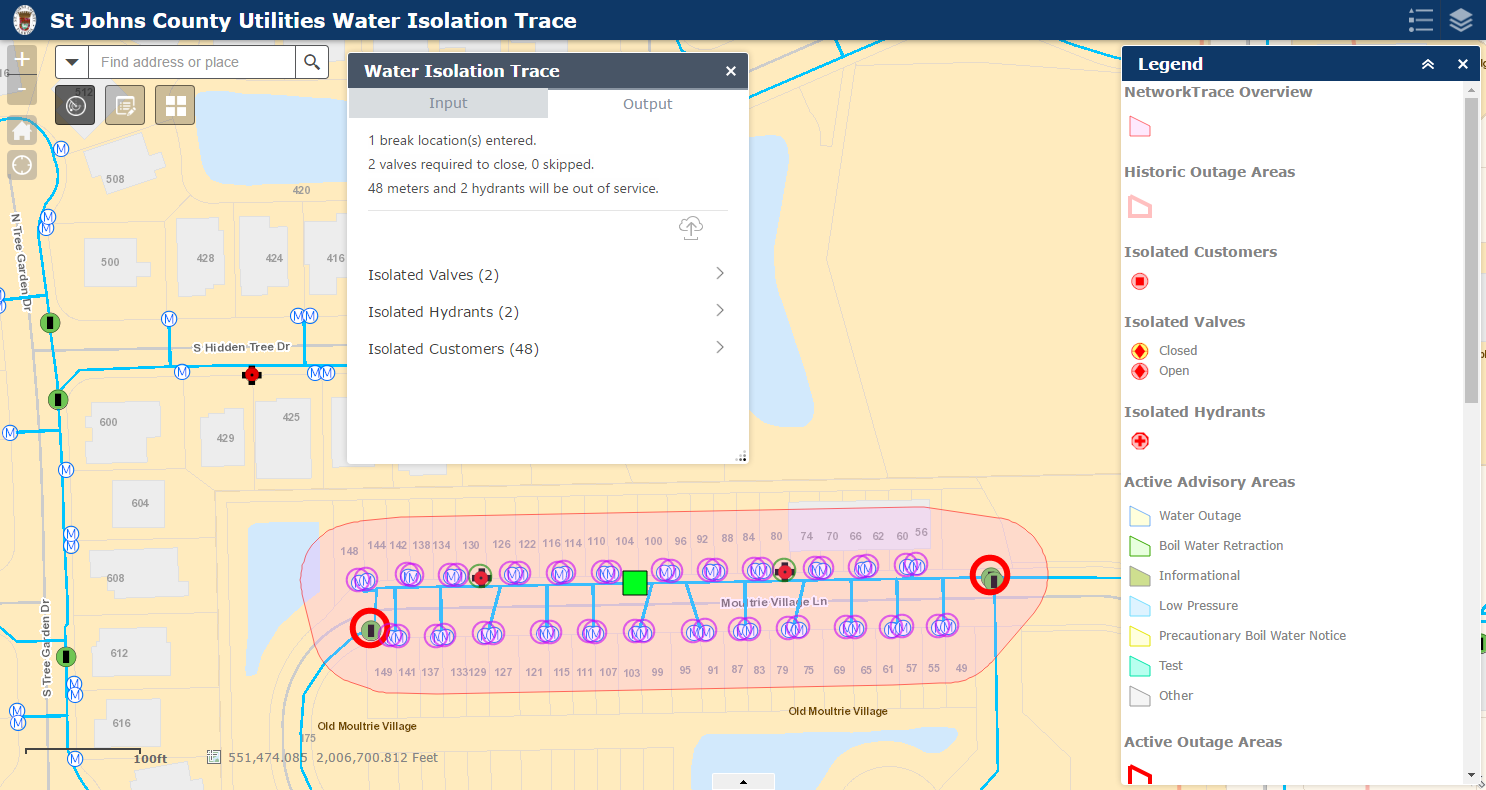 St Johns County Utilities Water Isolation Trace
Find address or place
Water Isolation Trace
Input
Output
1 break location(s) entered.
2 valves required to close, 0 skipped.
48 meters and 2 hydrants will be out of service.
Isolated Valves (2)
Isolated Hydrants (2)
Isolated Customers (48)
Legend
NetworkTrace Overview
Historic Outage Areas
Isolated Customers
Isolated Valves
Closed
Open
Isolated Hydrants
Active Advisory Areas
Water Outage
Boil Water Retraction
Informational
Low Pressure
Precautionary Boil Water Notice
Test
Other
Active Outage Areas
512
508
420
N Tree Garden Dr
500
428
424
416
S Hidden Tree Dr
600
429
425
604
608
S Tree Garden Dr
612
616
148 144 142 138 134 130 126 122 116 114 110 104 100 96 92 88 84 80 74 70 66 62 60 56
Moultrie Village Ln
149 141 137 133 129 127 121 115 111 107 103 99 95 91 87 83 79 75 69 65 61 57 55 49
Old Moultrie Village
Old Moultrie Village
175
100ft
551,474.085 2,006,700.812 Feet